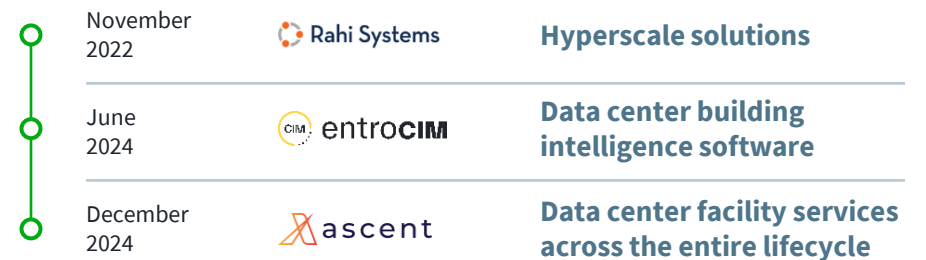 November
2022
Rahi Systems
Hyperscale solutions
June
2024
CIM
entrocim
Data center building
intelligence software
December
2024
ascent
Data center facility services
across the entire lifecycle